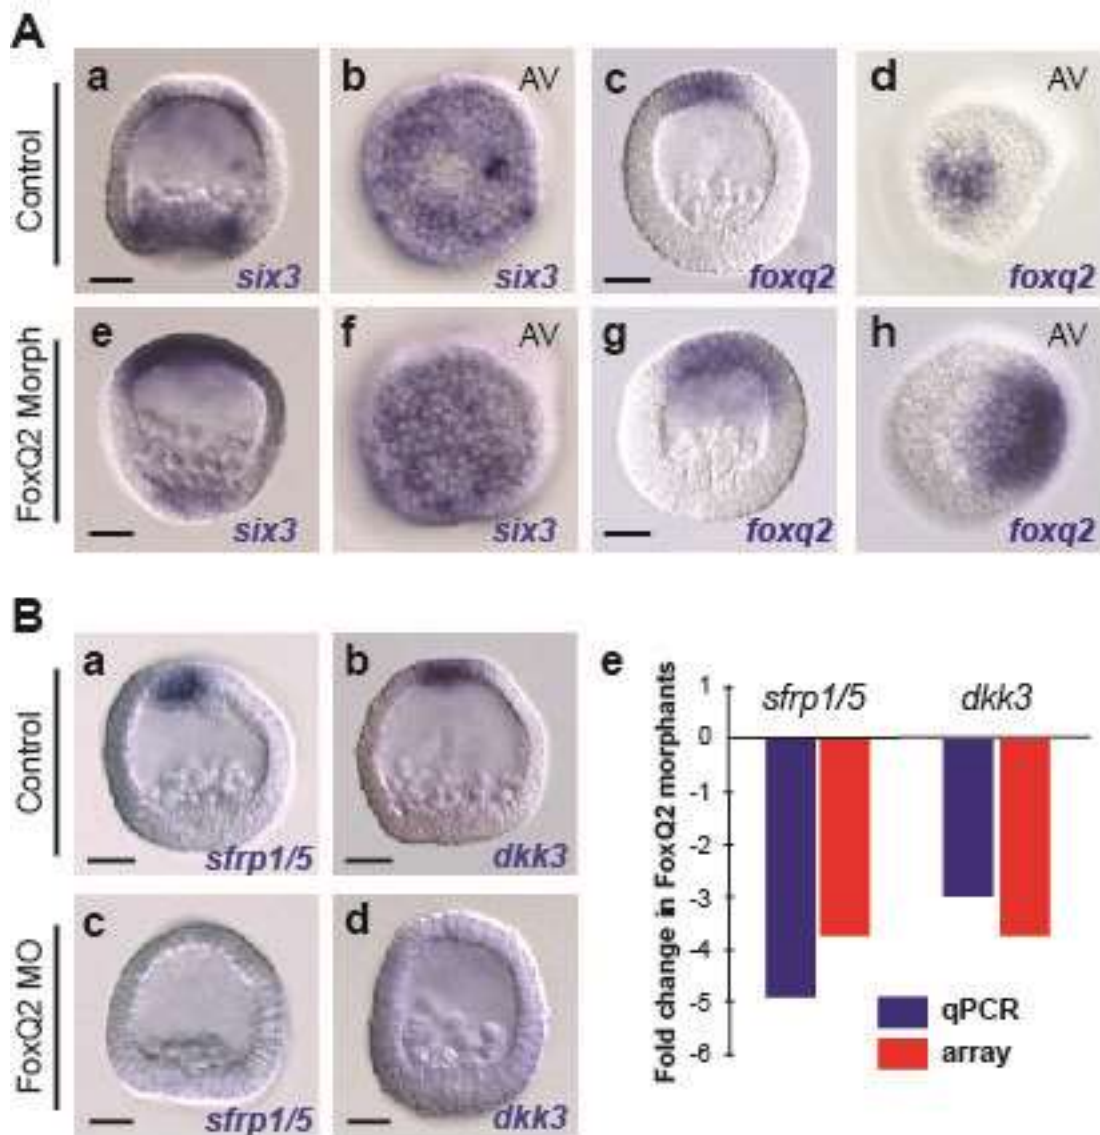 A
Control
a
six3
b
AV
six3
c
foxq2
d
AV
foxq2
FoxQ2 Morph
e
six3
f
AV
six3
g
foxq2
h
AV
foxq2
B
Control
a
sfrp1/5
b
dkk3
FoxQ2 MO
c
sfrp1/5
d
dkk3
e
Fold change in FoxQ2 morphants
1
0
-1
-2
-3
-4
-5
-6
sfrp1/5
dkk3
qPCR
array